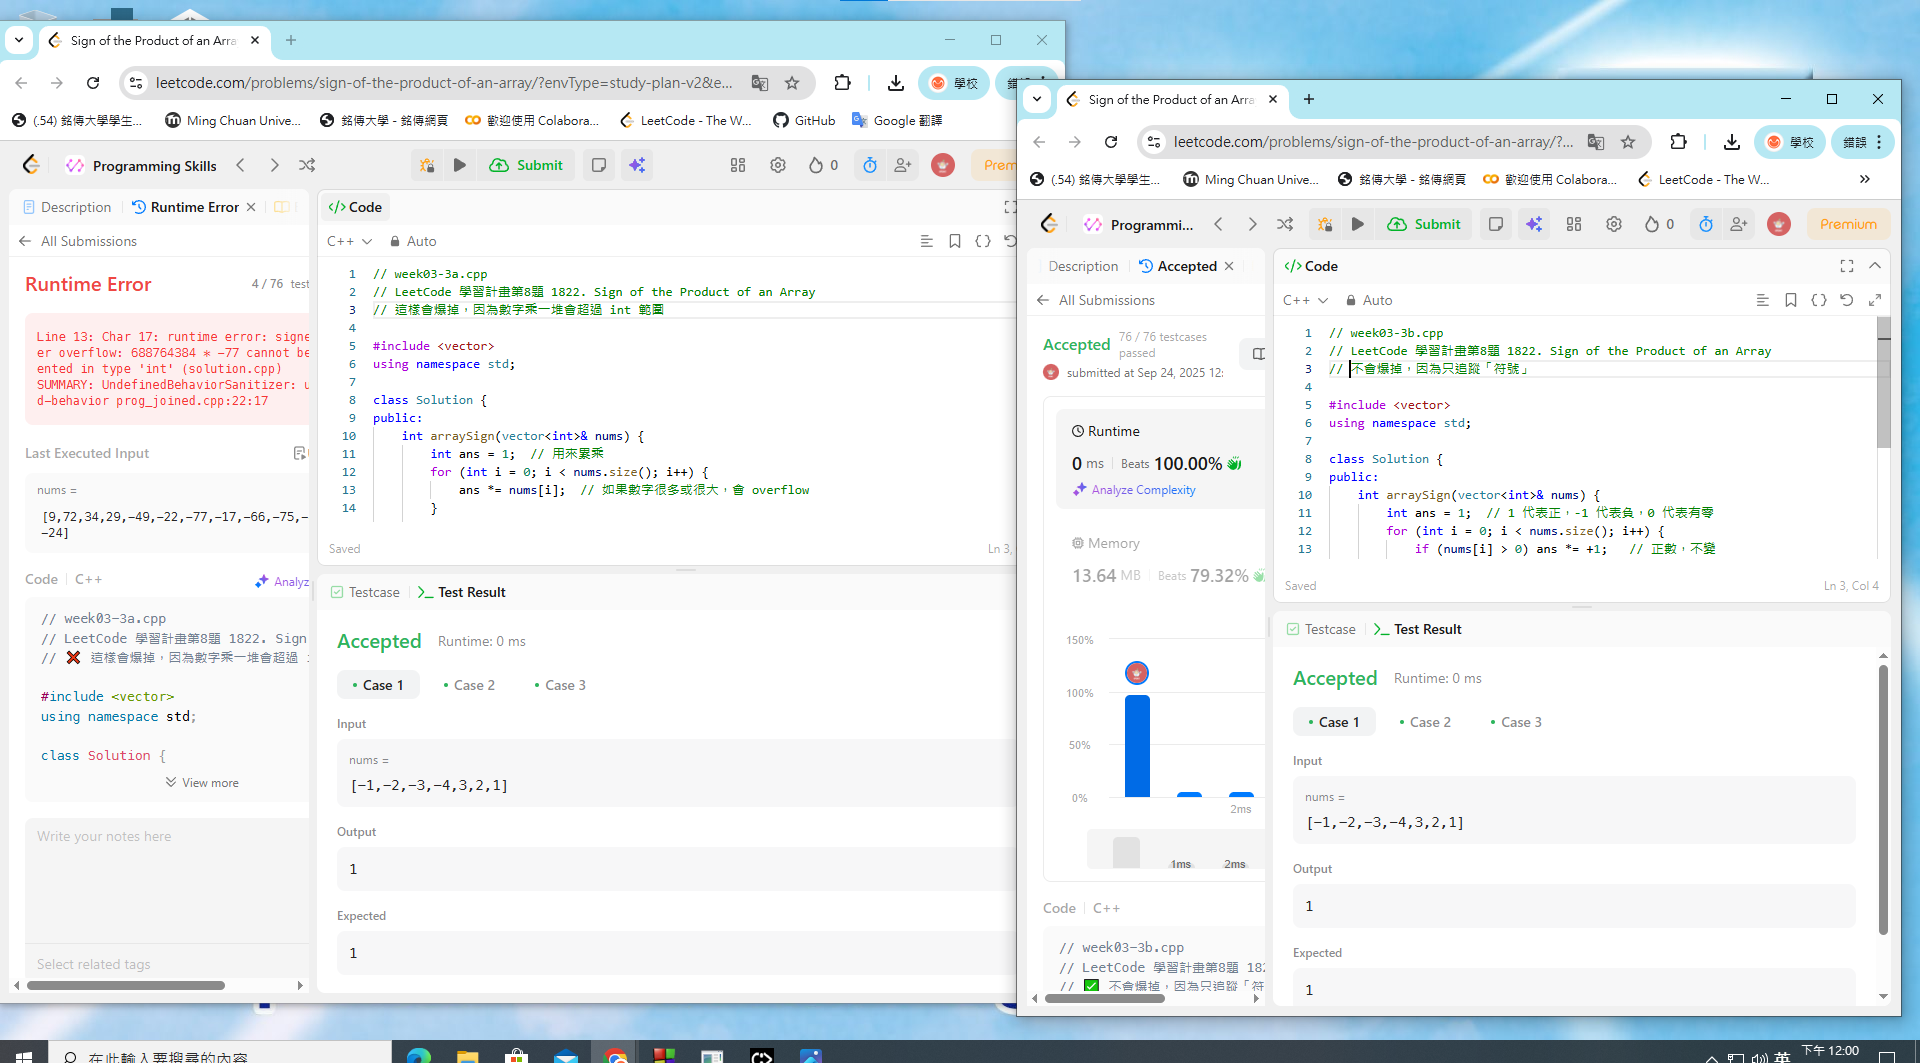 Sign of the Product of an Arra
leetcode.com/problems/sign-of-the-product-of-an-array/?envType=study-plan-v2&e...
學校
(.54) 銘傳大學學生...
Ming Chuan Unive...
銘傳大學 - 銘傳網頁
歡迎使用 Colabora...
LeetCode - The W...
GitHub
Google 翻譯
Programming Skills
Submit
0
Prem
Description
Runtime Error
All Submissions
Runtime Error
4 / 76 test
Line 13: Char 17: runtime error: signe
er overflow: 688764384 * -77 cannot be
ented in type 'int' (solution.cpp)
SUMMARY: UndefinedBehaviorSanitizer: u
d-behavior prog_joined.cpp:22:17
Last Executed Input
nums =
[9,72,34,29,-49,-22,-77,-17,-66,-75,-
-24]
Code
C++
Analyz
// week03-3a.cpp
// LeetCode 學習計畫第8題 1822. Sign
// ❌ 這樣會爆掉，因為數字乘一堆會超過 i
#include <vector>
using namespace std;
class Solution {
View more
Write your notes here
Select related tags
</> Code
C++
Auto
1 // week03-3a.cpp
2 // LeetCode 學習計畫第8題 1822. Sign of the Product of an Array
3 // 這樣會爆掉，因為數字乘一堆會超過 int 範圍
4
5 #include <vector>
6 using namespace std;
7
8 class Solution {
9 public:
10 int arraySign(vector<int>& nums) {
11 int ans = 1; // 用來累乘
12 for (int i = 0; i < nums.size(); i++) {
13 ans *= nums[i]; // 如果數字很多或很大，會 overflow
14 }
Saved
Ln 3,
Testcase
Test Result
Accepted
Runtime: 0 ms
Case 1
Case 2
Case 3
Input
nums =
[-1,-2,-3,-4,3,2,1]
Output
1
Expected
1
Sign of the Product of an Arra
leetcode.com/problems/sign-of-the-product-of-an-array/?...
學校
錯誤
(.54) 銘傳大學學生...
Ming Chuan Unive...
銘傳大學 - 銘傳網頁
歡迎使用 Colabora...
LeetCode - The W...
Programmi...
Submit
0
Premium
Description
Accepted
All Submissions
Accepted
76 / 76 testcases
passed
submitted at Sep 24, 2025 12:
Runtime
0 ms
Beats 100.00%
Analyze Complexity
Memory
13.64 MB
Beats 79.32%
150%
100%
50%
0%
2ms
1ms
2ms
Code
C++
// week03-3b.cpp
// LeetCode 學習計畫第8題 182
// ✅ 不會爆掉，因為只追蹤「符
</> Code
C++
Auto
1 // week03-3b.cpp
2 // LeetCode 學習計畫第8題 1822. Sign of the Product of an Array
3 // 不會爆掉，因為只追蹤「符號」
4
5 #include <vector>
6 using namespace std;
7
8 class Solution {
9 public:
10 int arraySign(vector<int>& nums) {
11 int ans = 1; // 1 代表正，-1 代表負，0 代表有零
12 for (int i = 0; i < nums.size(); i++) {
13 if (nums[i] > 0) ans *= +1; // 正數，不變
Saved
Ln 3, Col 4
Testcase
Test Result
Accepted
Runtime: 0 ms
Case 1
Case 2
Case 3
Input
nums =
[-1,-2,-3,-4,3,2,1]
Output
1
Expected
1
在此輸入要搜尋的內容
英
下午 12:00